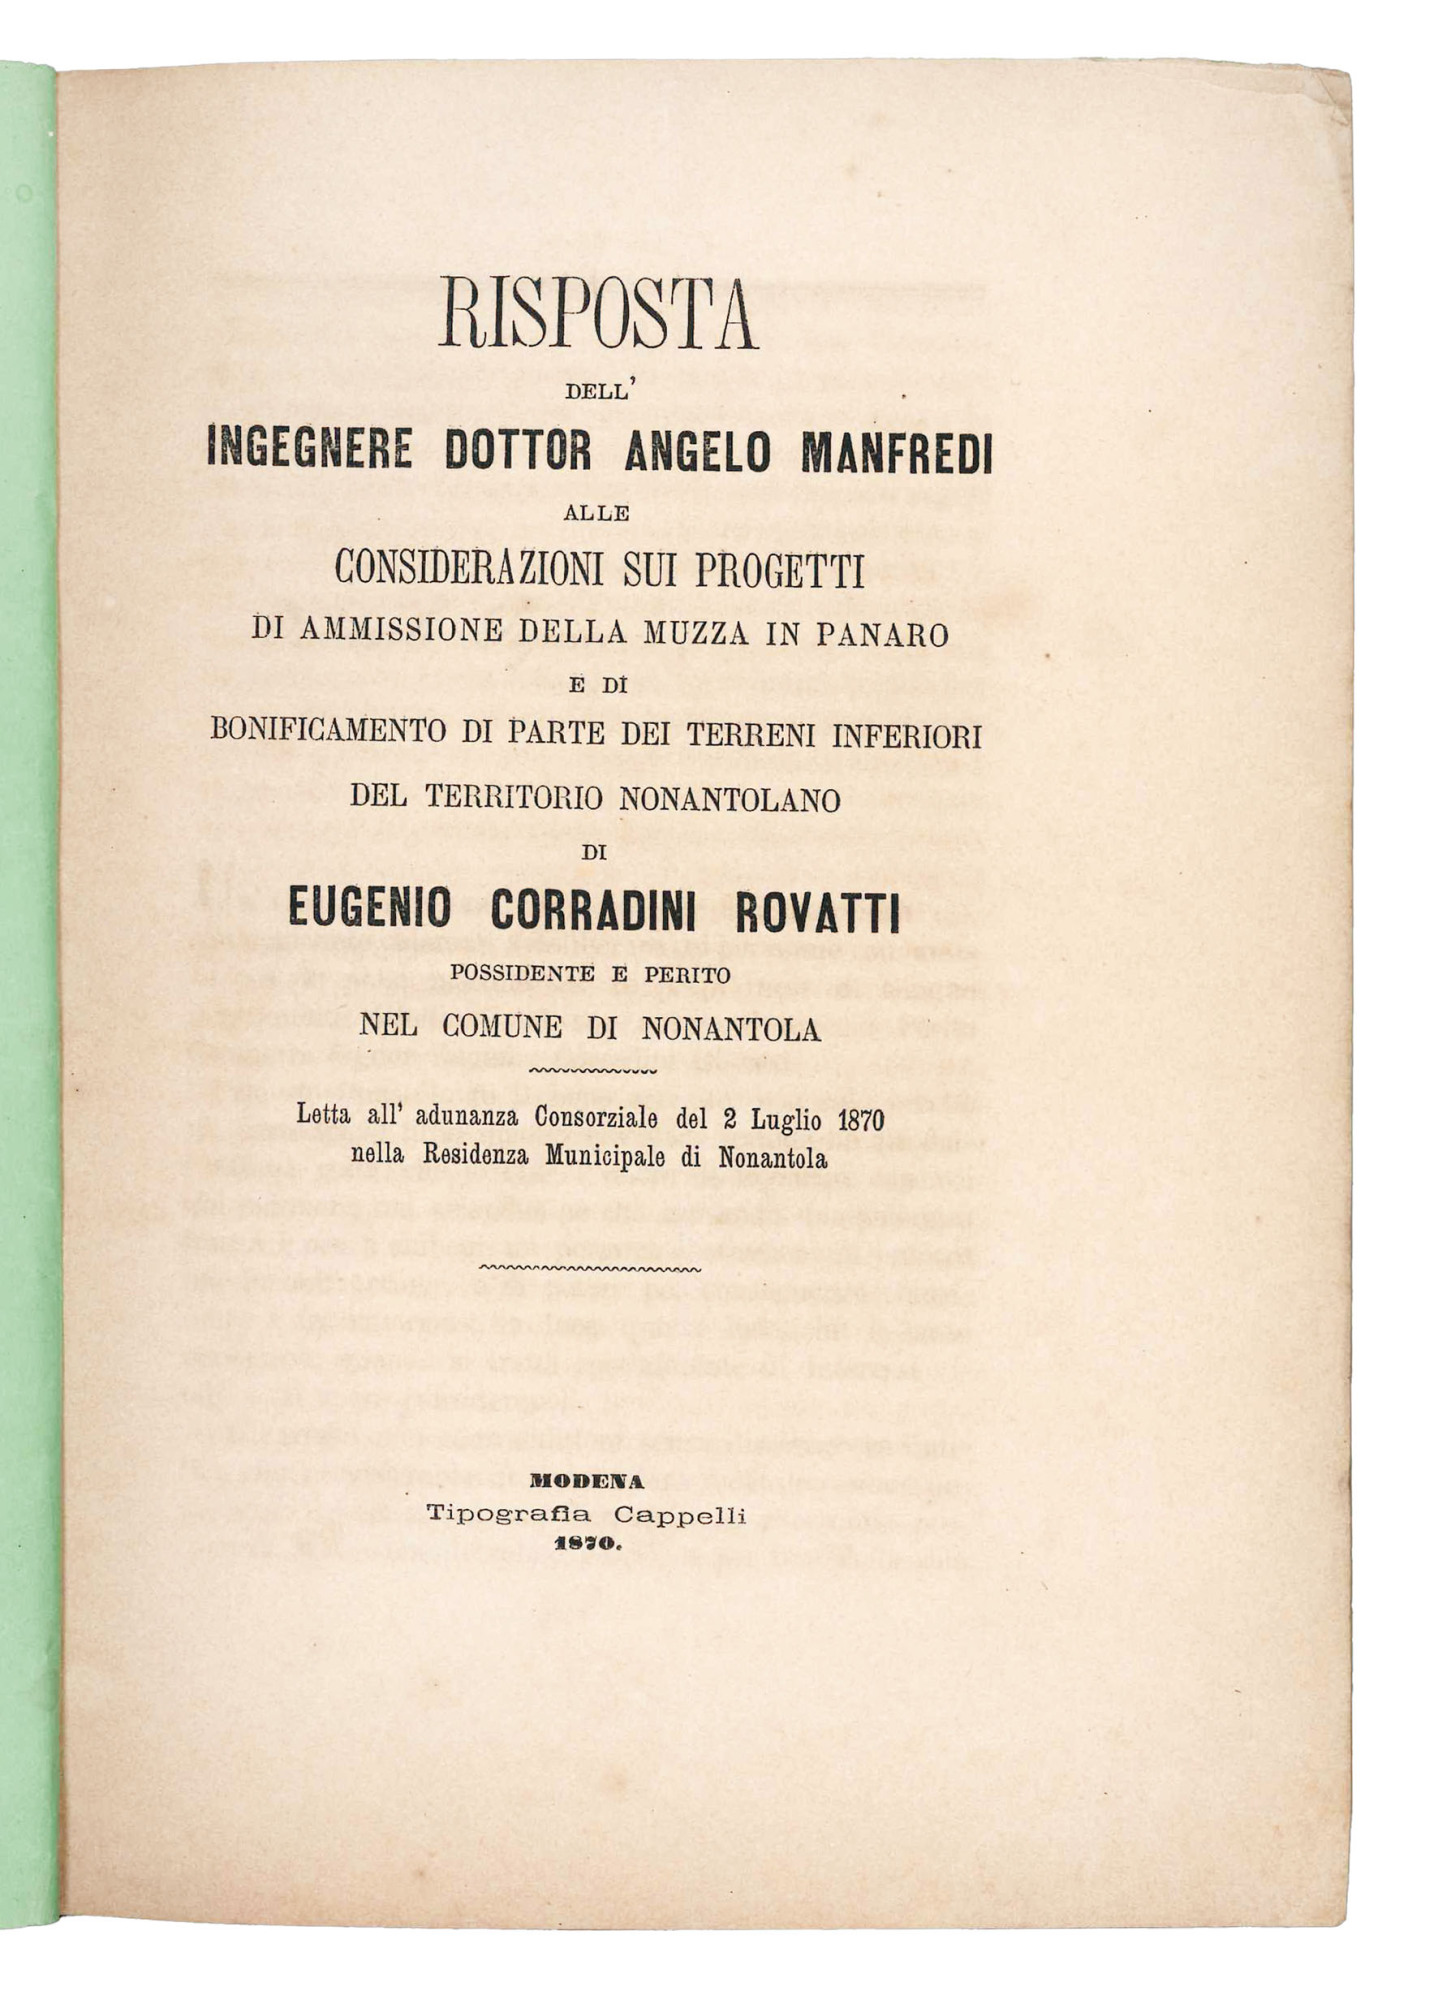 RISPOSTA
DELL'
INGEGNERE DOTTOR ANGELO MANFREDI
ALLE
CONSIDERAZIONI SUI PROGETTI
DI AMMISSIONE DELLA MUZZA IN PANARO
E DI
BONIFICAMENTO DI PARTE DEI TERRENI INFERIORI
DEL TERRITORIO NONANTOLANO
DI
EUGENIO CORRADINI ROVATTI
POSSIDENTE E PERITO
NEL COMUNE DI NONANTOLA
Letta all' adunanza Consorziale del 2 Luglio 1870
nella Residenza Municipale di Nonantola
MODENA
Tipografia Cappelli
1870.